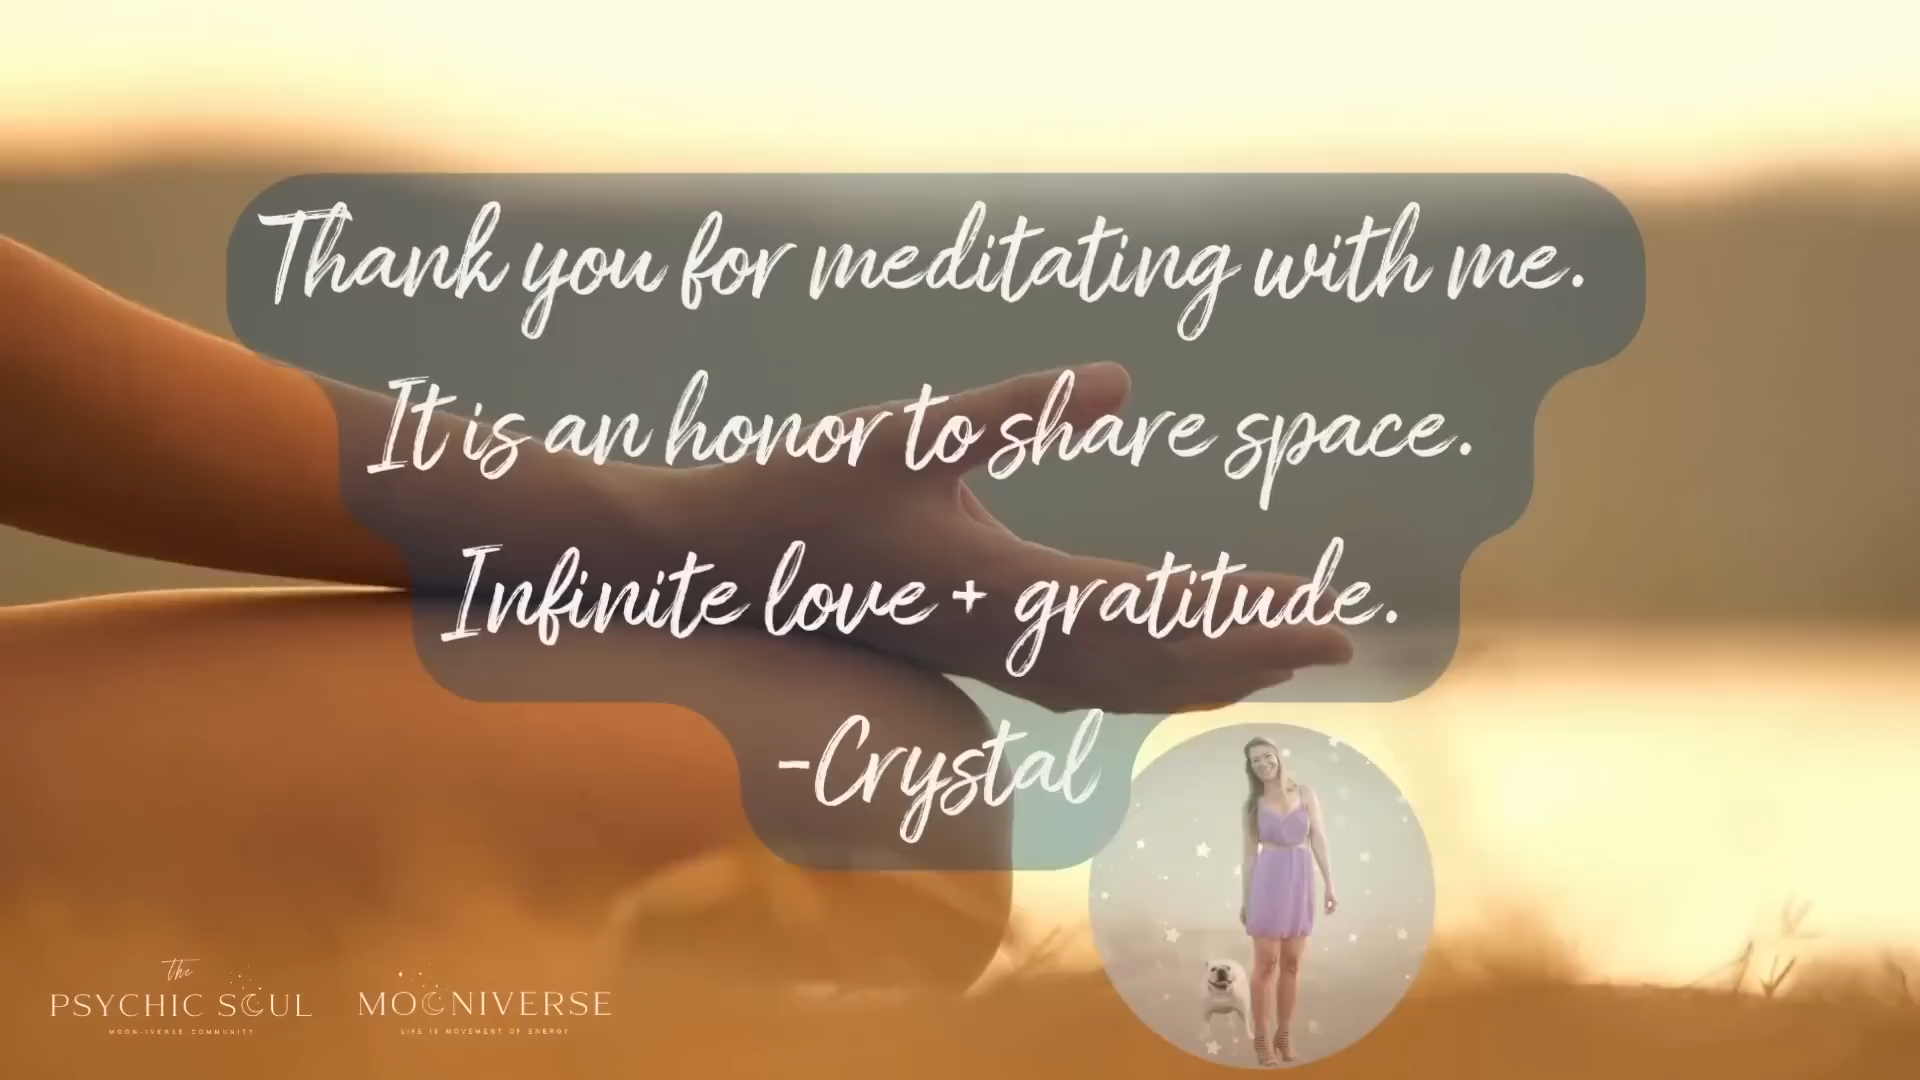 Thank you for meditating with me.
It is an honor to share space.
Infinite love + gratitude.
-Crystal
the
PSYCHIC SOUL
MOON-IVERSE COMMUNITY
MOONIVERSE
LIFE IS MOVEMENT OF ENERGY